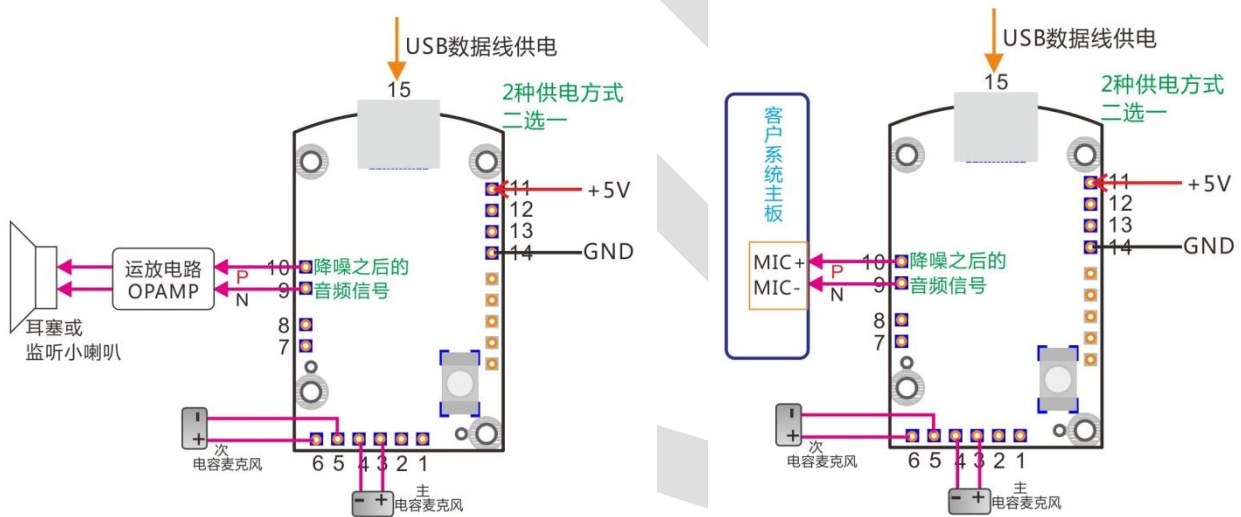 USB数据线供电
15
2种供电方式
二选一
11
+5V
12
13
14
GND
运放电路
OPAMP
P
N
10
9
降噪之后的
音频信号
耳塞或
监听小喇叭
8
7
-
+
次
电容麦克风
6 5 4 3 2 1
- +
主
电容麦克风
USB数据线供电
15
2种供电方式
二选一
客户系统主板
11
+5V
12
13
14
GND
MIC+
MIC-
P
N
10
9
降噪之后的
音频信号
8
7
-
+
次
电容麦克风
6 5 4 3 2 1
- +
主
电容麦克风